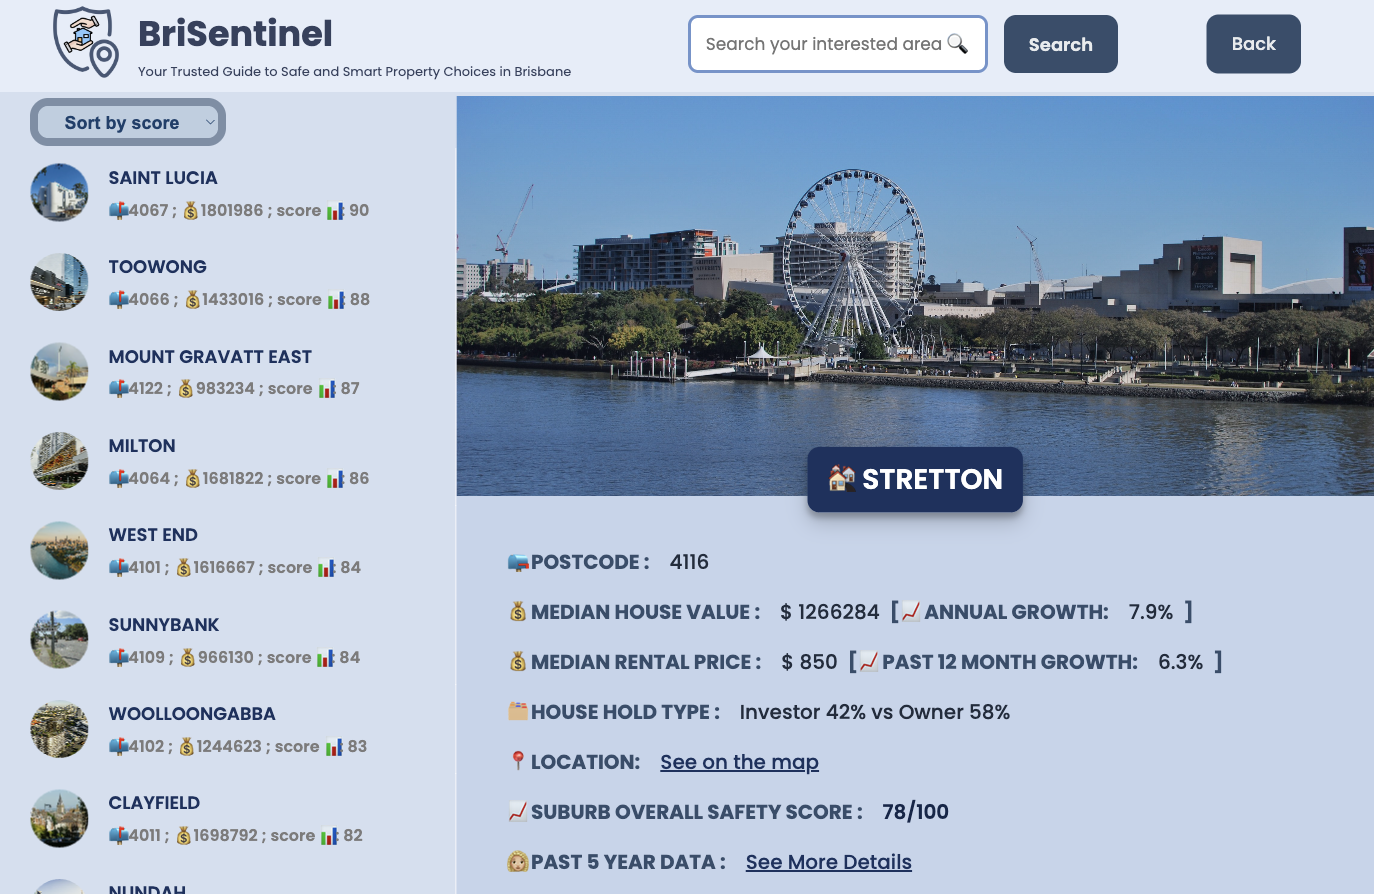 BriSentinel
Your Trusted Guide to Safe and Smart Property Choices in Brisbane
Search your interested area 🔍
Search
Back
Sort by score
SAINT LUCIA
📫4067 ; 💰1801986 ; score 📊 90
TOOWONG
📫4066 ; 💰1433016 ; score 📊 88
MOUNT GRAVATT EAST
📫4122 ; 💰983234 ; score 📊 87
MILTON
📫4064 ; 💰1681822 ; score 📊 86
WEST END
📫4101 ; 💰1616667 ; score 📊 84
SUNNYBANK
📫4109 ; 💰966130 ; score 📊 84
WOOLLOONGABBA
📫4102 ; 💰1244623 ; score 📊 83
CLAYFIELD
📫4011 ; 💰1698792 ; score 📊 82
NUNDAH
🏘️ STRETTON
📪POSTCODE : 4116
💰MEDIAN HOUSE VALUE : $ 1266284 [📈ANNUAL GROWTH: 7.9% ]
💰MEDIAN RENTAL PRICE : $ 850 [📈PAST 12 MONTH GROWTH: 6.3% ]
🗂️HOUSE HOLD TYPE : Investor 42% vs Owner 58%
📍LOCATION: See on the map
📈SUBURB OVERALL SAFETY SCORE : 78/100
👩🏼PAST 5 YEAR DATA : See More Details